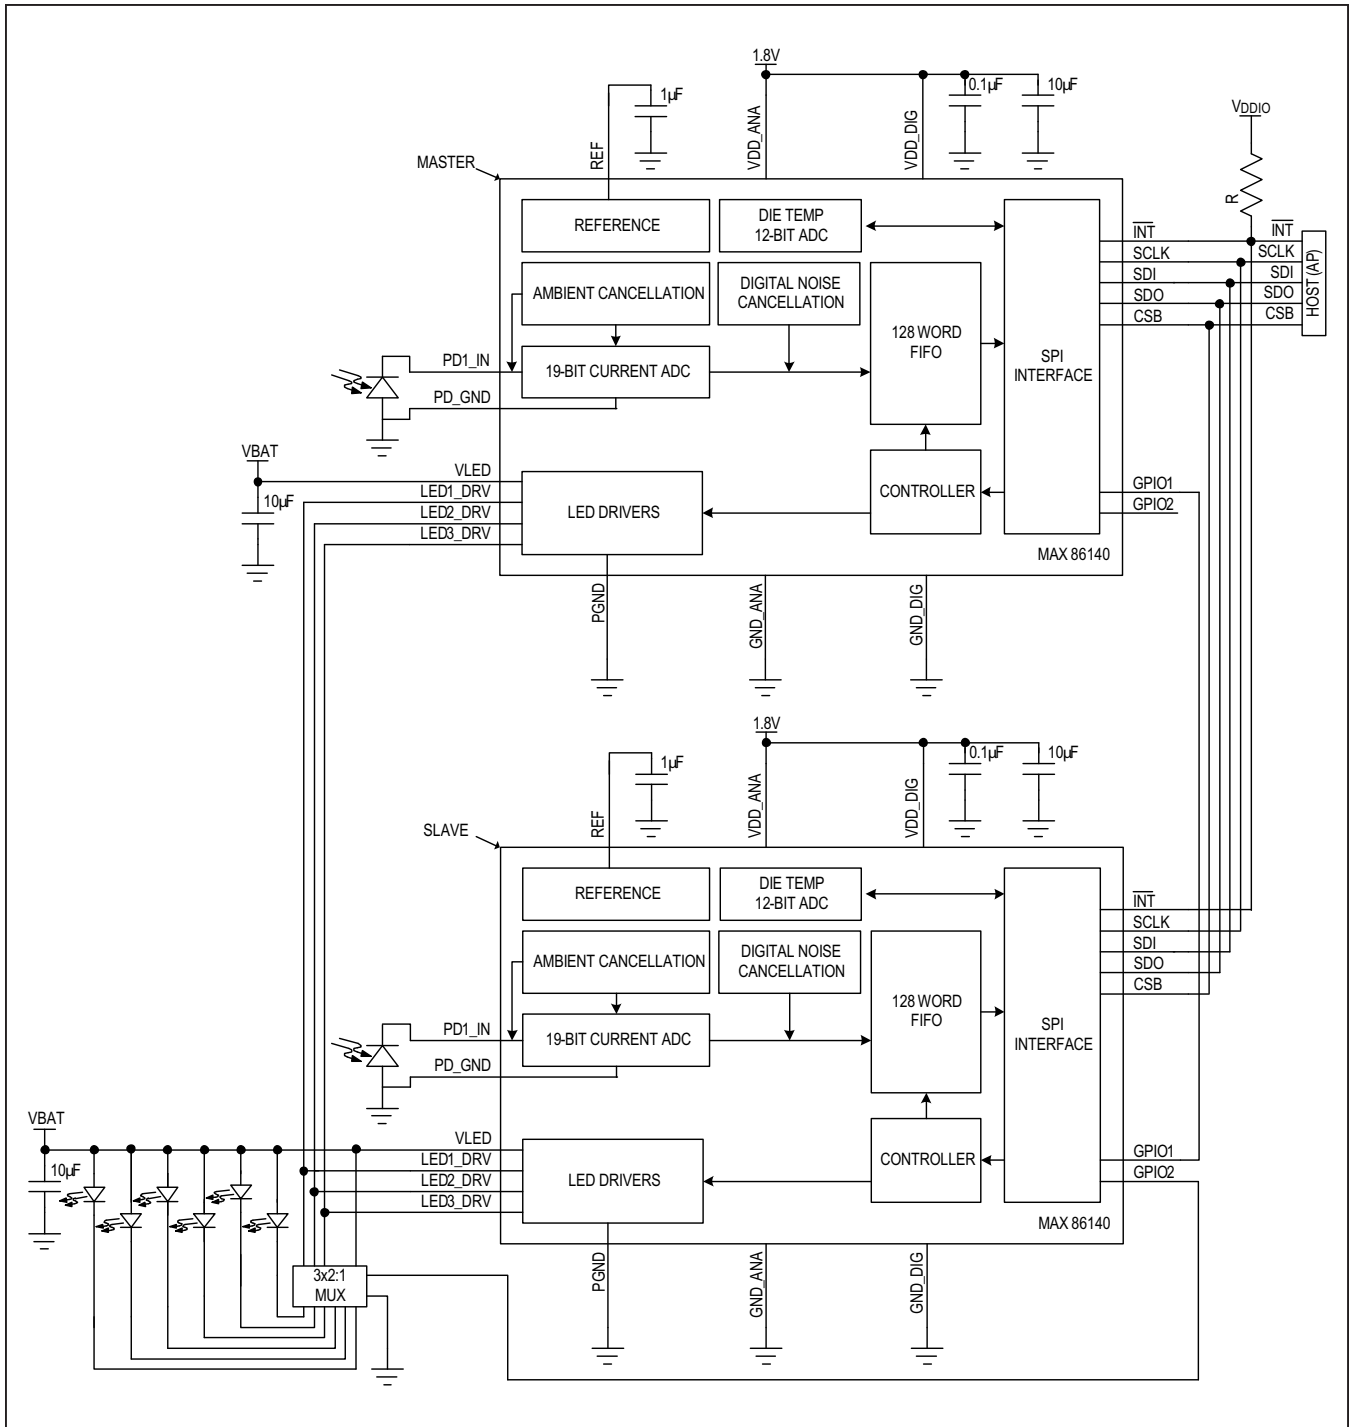 1.8V
1µF
0.1µF
10µF
VDDIO
REF
VDD_ANA
VDD_DIG
MASTER
R
REFERENCE
DIE TEMP
12-BIT ADC
INT
INT
SCLK
SCLK
SDI
SDI
SDO
SDO
CSB
CSB
HOST (AP)
AMBIENT CANCELLATION
DIGITAL NOISE
CANCELLATION
128 WORD
FIFO
SPI
INTERFACE
PD1_IN
19-BIT CURRENT ADC
PD_GND
VBAT
10µF
VLED
LED1_DRV
LED2_DRV
LED3_DRV
LED DRIVERS
CONTROLLER
GPIO1
GPIO2
MAX 86140
PGND
GND_ANA
GND_DIG
1.8V
1µF
0.1µF
10µF
REF
VDD_ANA
VDD_DIG
SLAVE
REFERENCE
DIE TEMP
12-BIT ADC
INT
SCLK
SDI
SDO
CSB
AMBIENT CANCELLATION
DIGITAL NOISE
CANCELLATION
128 WORD
FIFO
SPI
INTERFACE
PD1_IN
19-BIT CURRENT ADC
PD_GND
VBAT
10µF
VLED
LED1_DRV
LED2_DRV
LED3_DRV
LED DRIVERS
CONTROLLER
GPIO1
GPIO2
MAX 86140
3x2:1
MUX
PGND
GND_ANA
GND_DIG